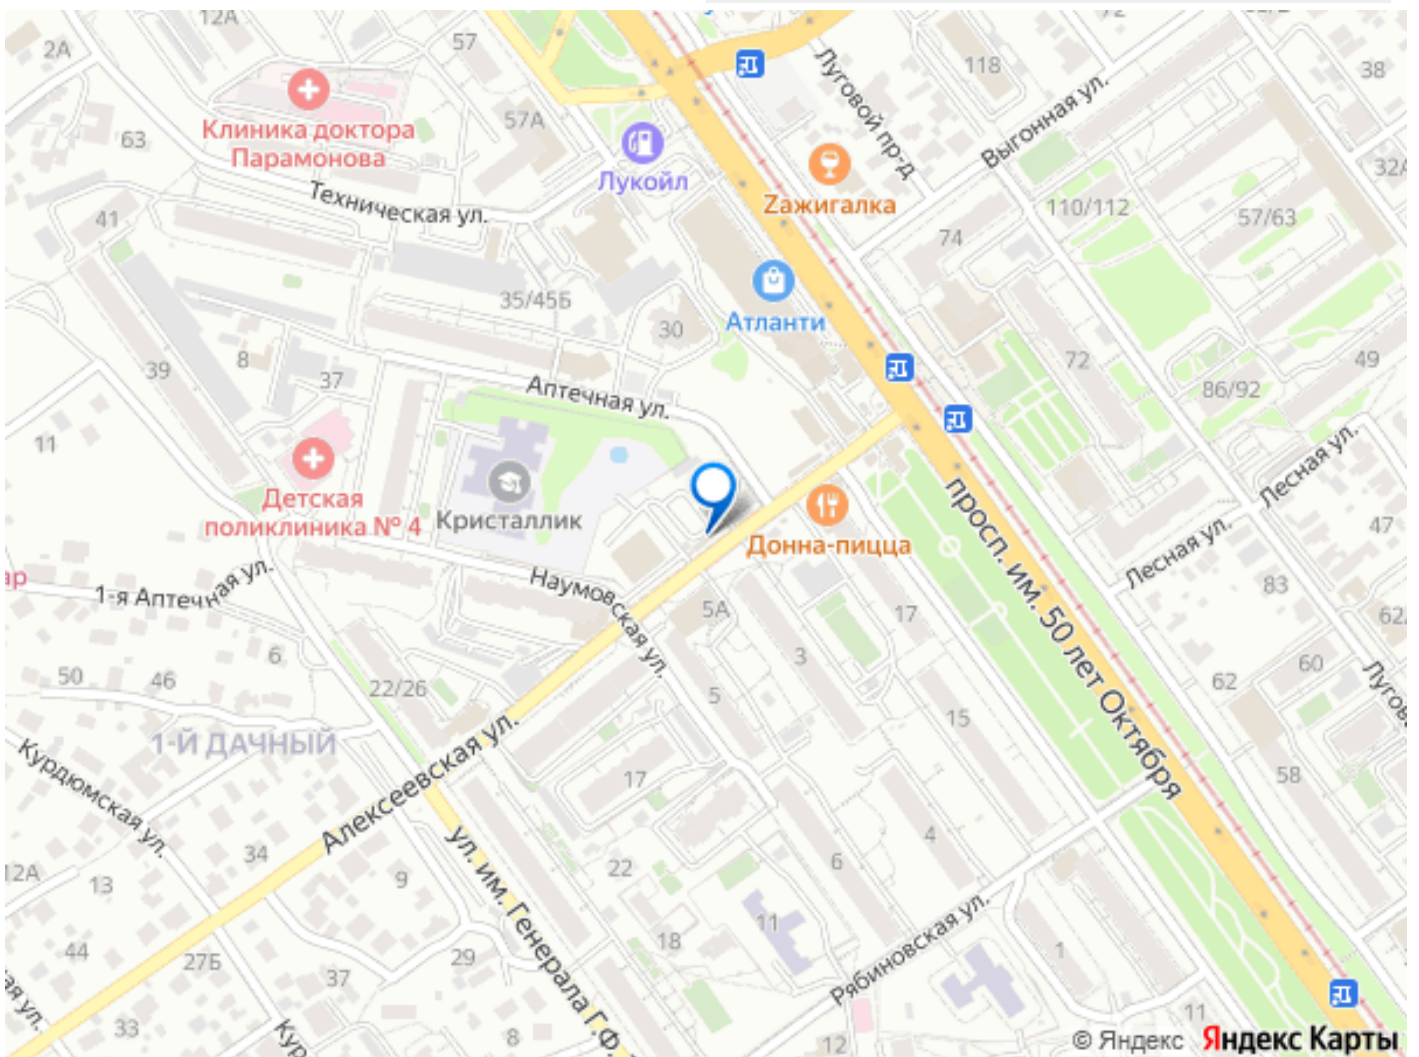 12А
2А
57
57А
63
Клиника доктора
Парамонова
Лукойл
Луговой пр-д
118
Выгонная ул.
38
32А
Zажигалка
Техническая ул.
41
110/112
57/63
74
35/45Б
30
Атланти
39
8
37
72
49
86/92
Аптечная ул.
11
Детская
поликлиника № 4
Кристаллик
Донна-пицца
Лесная ул.
Лесная ул.
47
просп. им. 50 лет Октября
1-я Аптечная ул.
Наумовская ул.
5А
17
83
62
60
3
6
50
46
22/26
5
15
1-Й ДАЧНЫЙ
Курдюмская ул.
Алексеевская ул.
17
58
4
6
34
12А
13
9
22
ул. им. Генерала Г.Ф.
11
18
Рябиновская ул.
44
27Б
29
37
1
33
8
12
11
© Яндекс Яндекс Карты